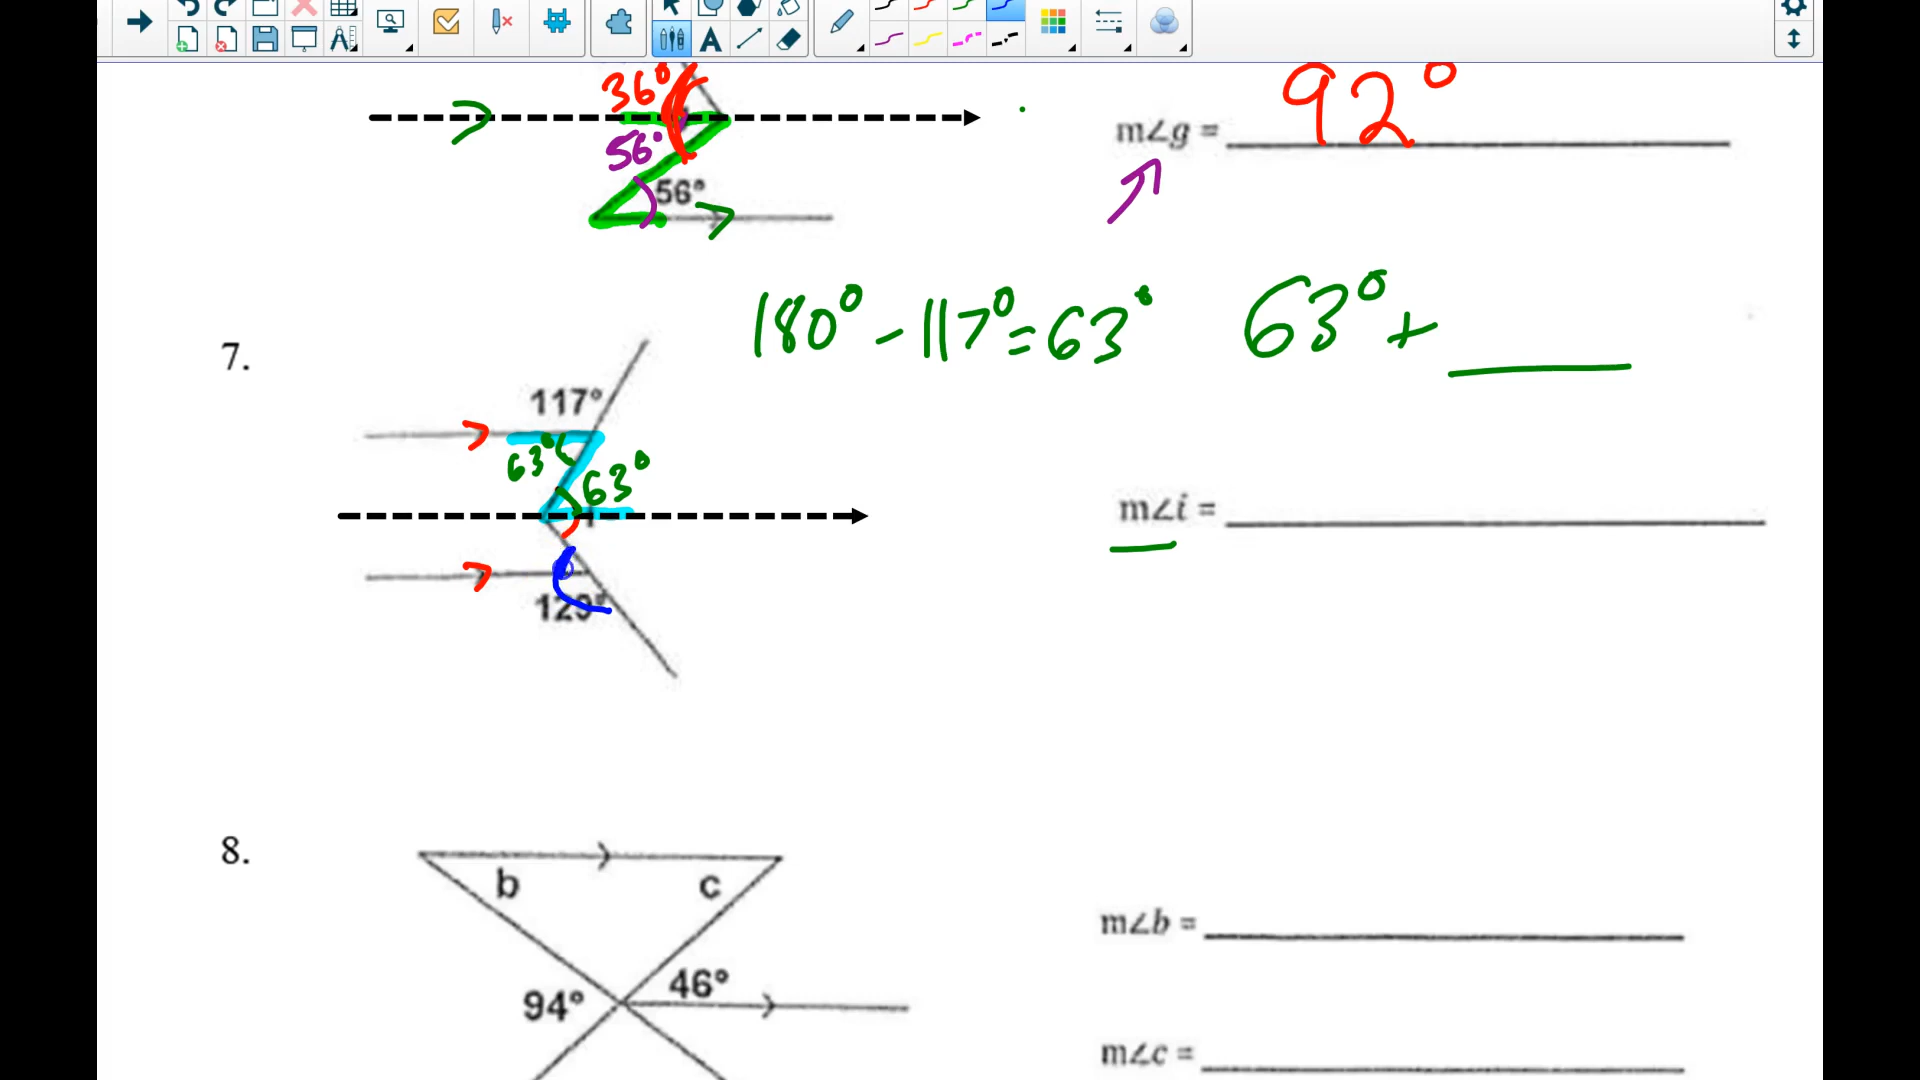 36°
92°
56°
m∠g =
56°
180° - 117° = 63°
63° +
7.
117°
63°
63°
m∠i =
8.
b
c
m∠b =
46°
94°
m∠c =